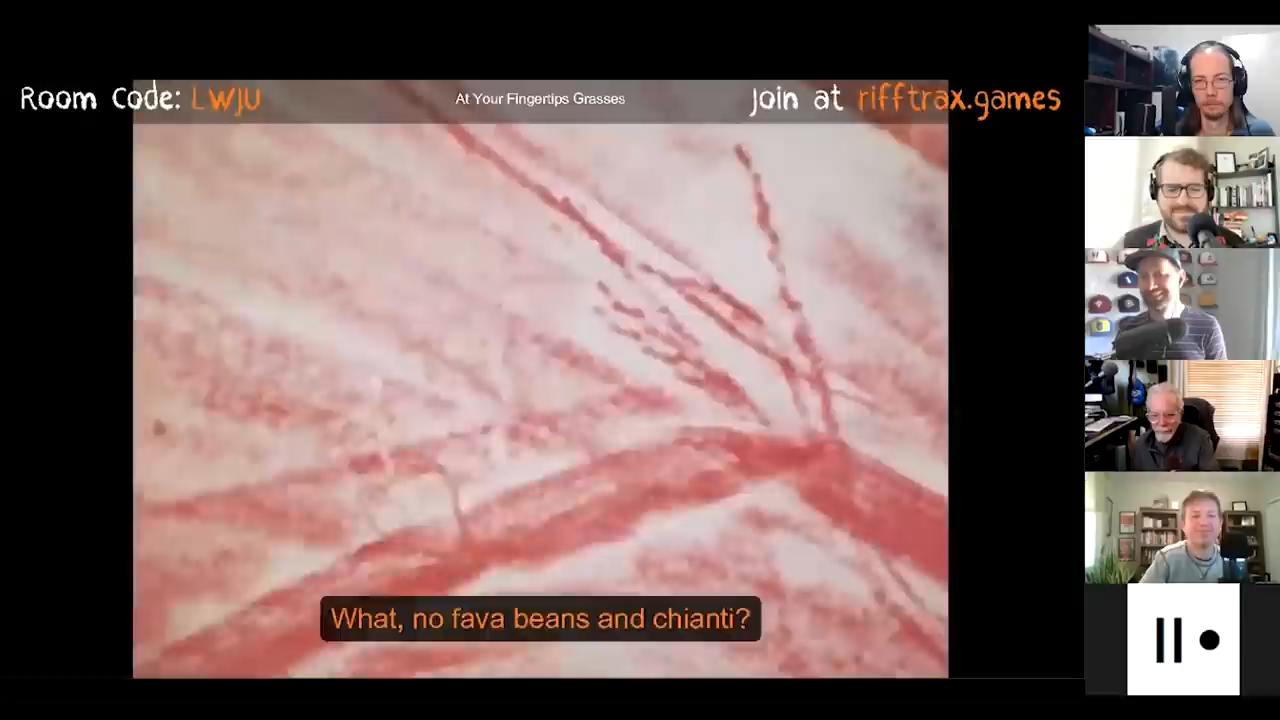 Room Code: LWJU
At Your Fingertips Grasses
Join at rifftrax.games
What, no fava beans and chianti?